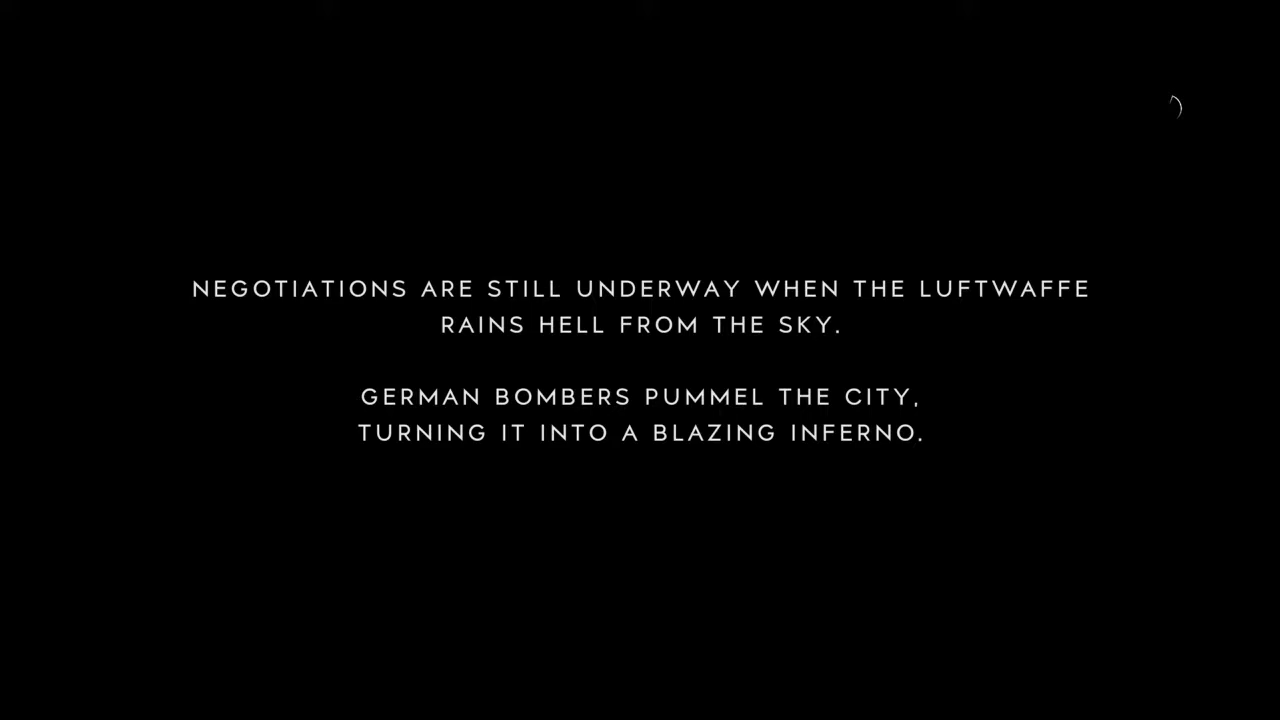 NEGOTIATIONS ARE STILL UNDERWAY WHEN THE LUFTWAFFE
RAINS HELL FROM THE SKY.
GERMAN BOMBERS PUMMEL THE CITY,
TURNING IT INTO A BLAZING INFERNO.